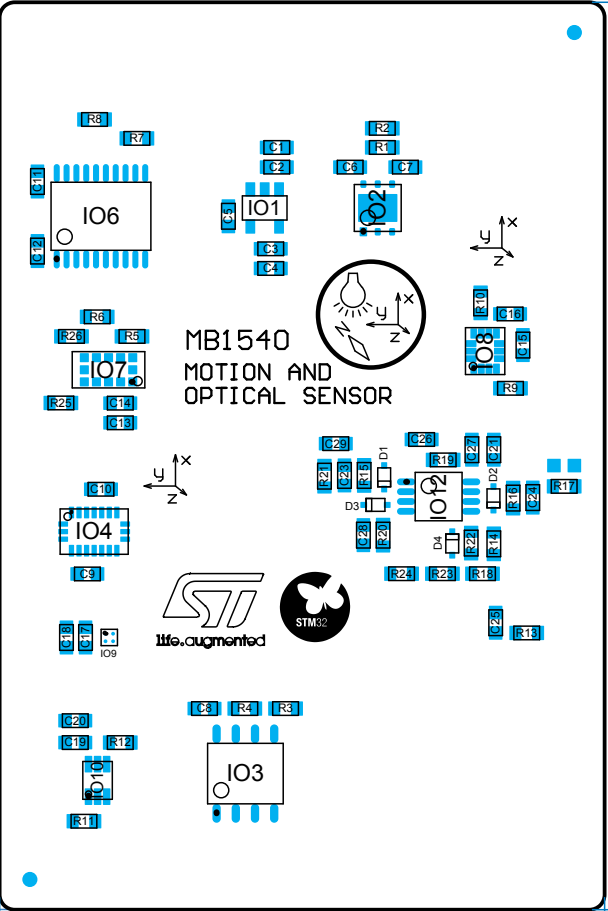 R8
R7
R2
C1
R1
C2
C6
C7
C11
IO6
C5
IO1
IO2
C12
C3
C4
x
y
z
R10
C16
R6
x
y
z
N
R26
R5
MB1540
IO8
C15
IO7
MOTION AND
OPTICAL SENSOR
R9
R25
C14
C13
C29
C26
C27
C21
R19
D1
x
y
z
R21
C23
R15
D2
R17
C10
IO12
R16
C24
D3
IO4
C28
R20
D4
R22
R14
C9
R24
R23
R18
ST
life.augmented
STM32
C25
R13
C18
C17
IO9
C8
R4
R3
C20
C19
R12
IO10
IO3
R11